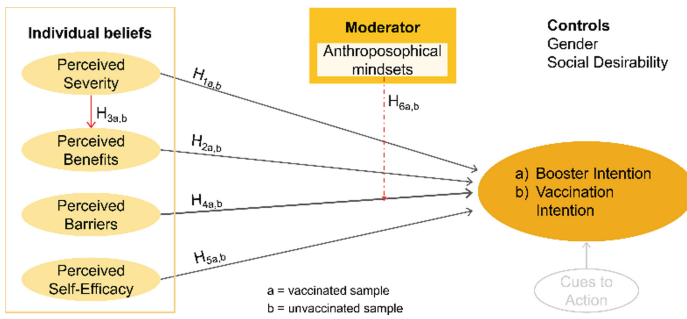 Individual beliefs
Perceived
Severity
H3a,b
Perceived
Benefits
Perceived
Barriers
Perceived
Self-Efficacy
H1a,b
H2a,b
H4a,b
H5a,b
Moderator
Anthroposophical
mindsets
H6a,b
a = vaccinated sample
b = unvaccinated sample
Controls
Gender
Social Desirability
a) Booster Intention
b) Vaccination
Intention
Cues to
Action